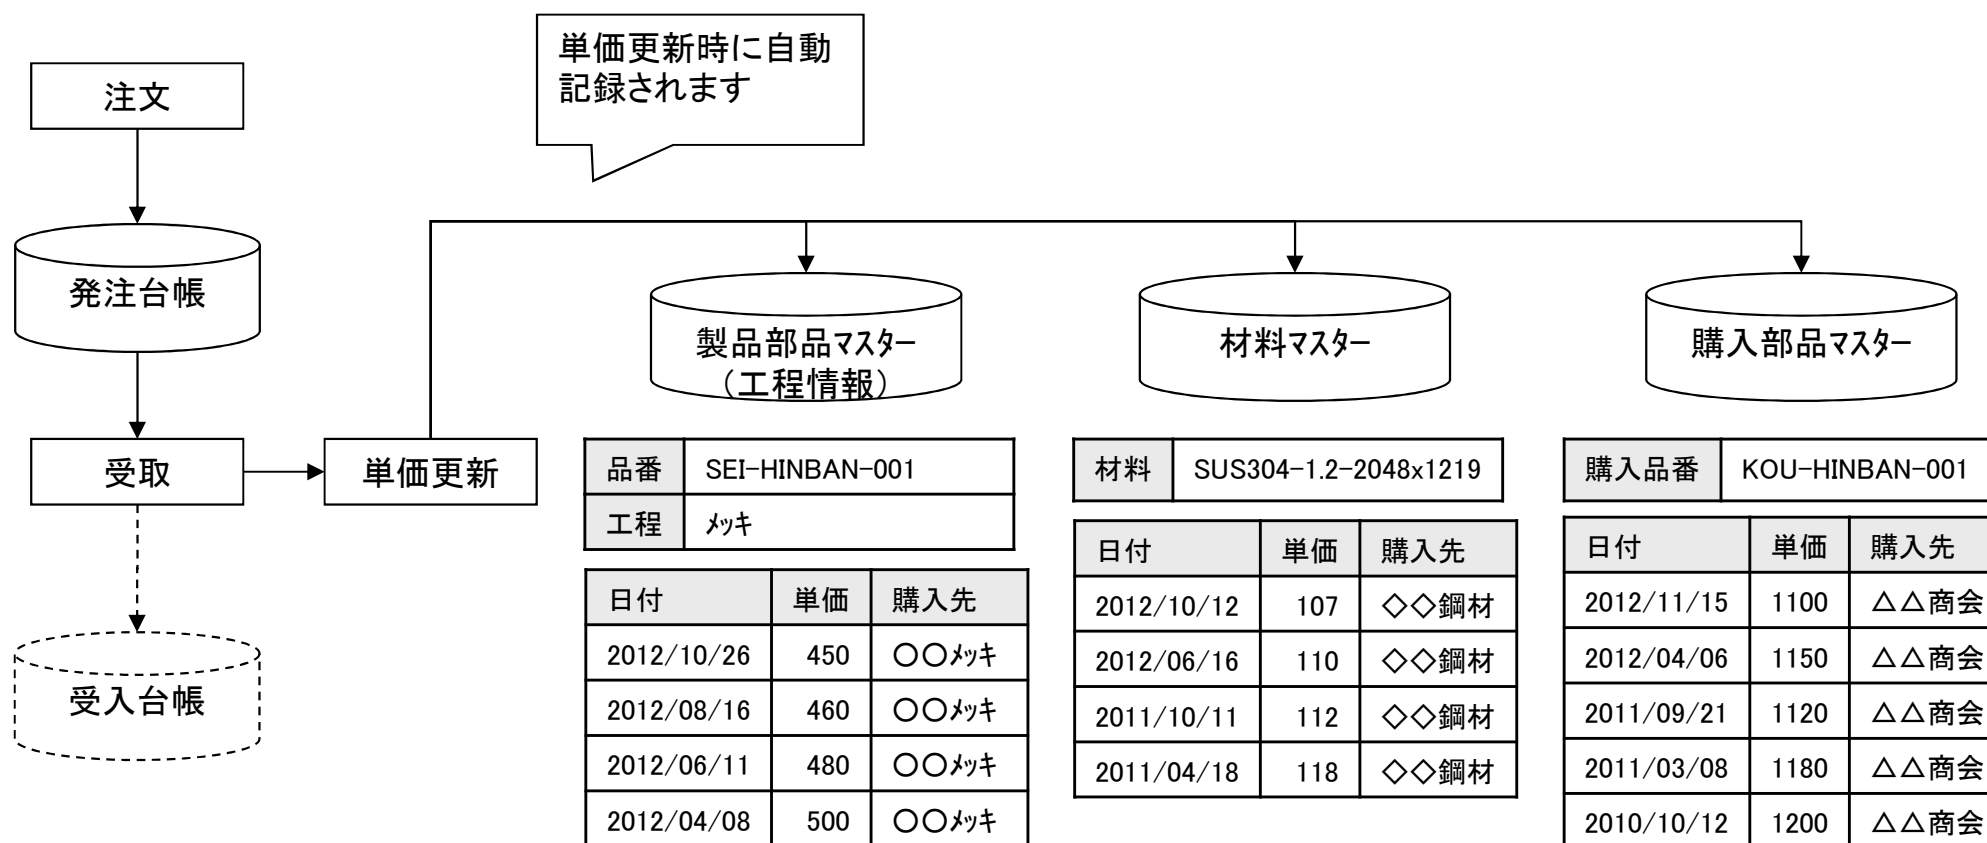 単価更新時に自動
記録されます
注文
発注台帳
受取
単価更新
受入台帳
製品部品ﾏｽﾀｰ
（工程情報）
材料ﾏｽﾀｰ
購入部品ﾏｽﾀｰ
品番 SEI-HINBAN-001
工程 ﾒｯｷ
日付 単価 購入先
2012/10/26 450 〇〇ﾒｯｷ
2012/08/16 460 〇〇ﾒｯｷ
2012/06/11 480 〇〇ﾒｯｷ
2012/04/08 500 〇〇ﾒｯｷ
材料 SUS304-1.2-2048x1219
日付 単価 購入先
2012/10/12 107 ◇◇鋼材
2012/06/16 110 ◇◇鋼材
2011/10/11 112 ◇◇鋼材
2011/04/18 118 ◇◇鋼材
購入品番 KOU-HINBAN-001
日付 単価 購入先
2012/11/15 1100 △△商会
2012/04/06 1150 △△商会
2011/09/21 1120 △△商会
2011/03/08 1180 △△商会
2010/10/12 1200 △△商会